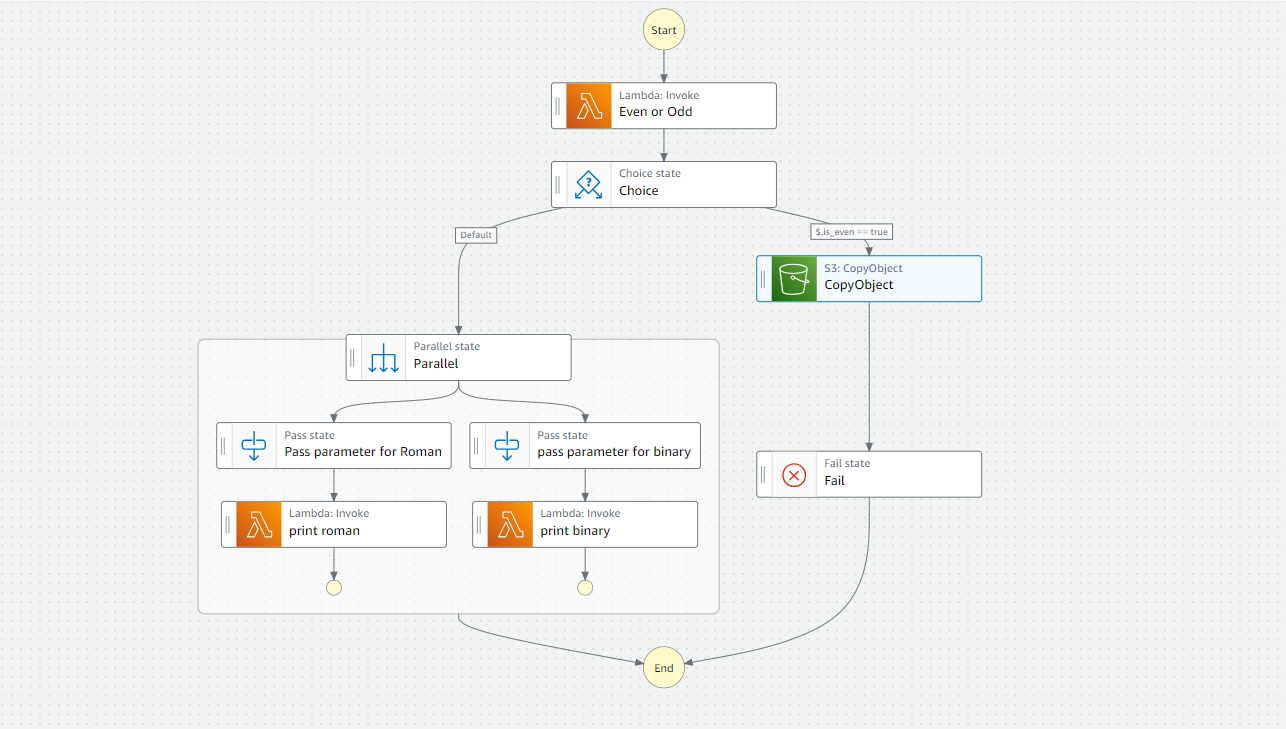 Start
Lambda: Invoke
Even or Odd
Choice state
Choice
Default
$.is_even == true
S3: CopyObject
CopyObject
Parallel state
Parallel
Pass state
Pass parameter for Roman
Pass state
pass parameter for binary
Fail state
Fail
Lambda: Invoke
print roman
Lambda: Invoke
print binary
End